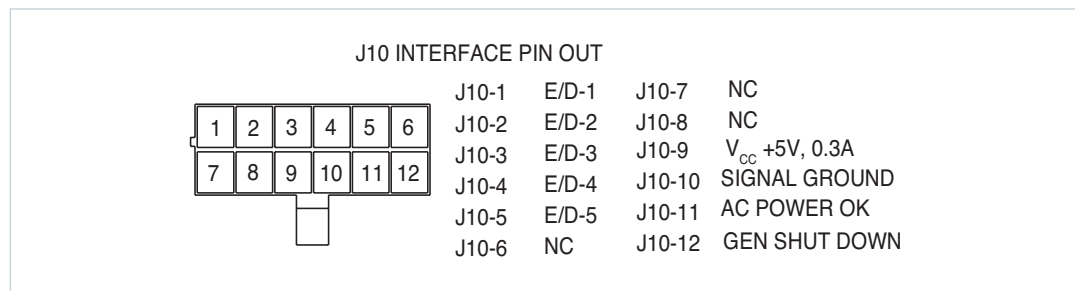 J10 INTERFACE PIN OUT
1 2 3 4 5 6
7 8 9 10 11 12
J10-1 E/D-1 J10-7 NC
J10-2 E/D-2 J10-8 NC
J10-3 E/D-3 J10-9 Vcc +5V, 0.3A
J10-4 E/D-4 J10-10 SIGNAL GROUND
J10-5 E/D-5 J10-11 AC POWER OK
J10-6 NC J10-12 GEN SHUT DOWN